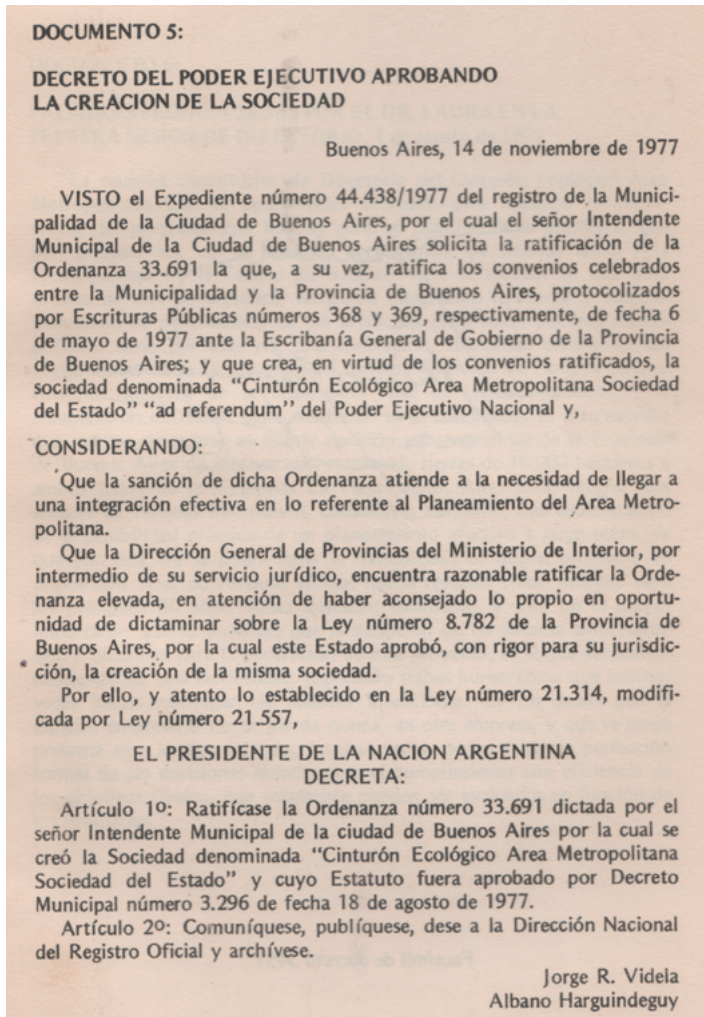 DOCUMENTO 5:
DECRETO DEL PODER EJECUTIVO APROBANDO
LA CREACION DE LA SOCIEDAD
Buenos Aires, 14 de noviembre de 1977
VISTO el Expediente número 44.438/1977 del registro de la Munici-
palidad de la Ciudad de Buenos Aires, por el cual el señor Intendente
Municipal de la Ciudad de Buenos Aires solicita la ratificación de la
Ordenanza 33.691 la que, a su vez, ratifica los convenios celebrados
entre la Municipalidad y la Provincia de Buenos Aires, protocolizados
por Escrituras Públicas números 368 y 369, respectivamente, de fecha 6
de mayo de 1977 ante la Escribanía General de Gobierno de la Provincia
de Buenos Aires; y que crea, en virtud de los convenios ratificados, la
sociedad denominada “Cinturón Ecológico Area Metropolitana Sociedad
del Estado” “ad referendum” del Poder Ejecutivo Nacional y,
CONSIDERANDO:
Que la sanción de dicha Ordenanza atiende a la necesidad de llegar a
una integración efectiva en lo referente al Planeamiento del Area Metro-
politana.
Que la Dirección General de Provincias del Ministerio de Interior, por
intermedio de su servicio jurídico, encuentra razonable ratificar la Orde-
nanza elevada, en atención de haber aconsejado lo propio en oportu-
nidad de dictaminar sobre la Ley número 8.782 de la Provincia de
Buenos Aires, por la cual este Estado aprobó, con rigor para su jurisdic-
ción, la creación de la misma sociedad.
Por ello, y atento lo establecido en la Ley número 21.314, modifi-
cada por Ley número 21.557,
EL PRESIDENTE DE LA NACION ARGENTINA
DECRETA:
Artículo 1º: Ratifícase la Ordenanza número 33.691 dictada por el
señor Intendente Municipal de la ciudad de Buenos Aires por la cual se
creó la Sociedad denominada “Cinturón Ecológico Area Metropolitana
Sociedad del Estado” y cuyo Estatuto fuera aprobado por Decreto
Municipal número 3.296 de fecha 18 de agosto de 1977.
Artículo 2º: Comuníquese, publíquese, dese a la Dirección Nacional
del Registro Oficial y archívese.
Jorge R. Videla
Albano Harguindeguy